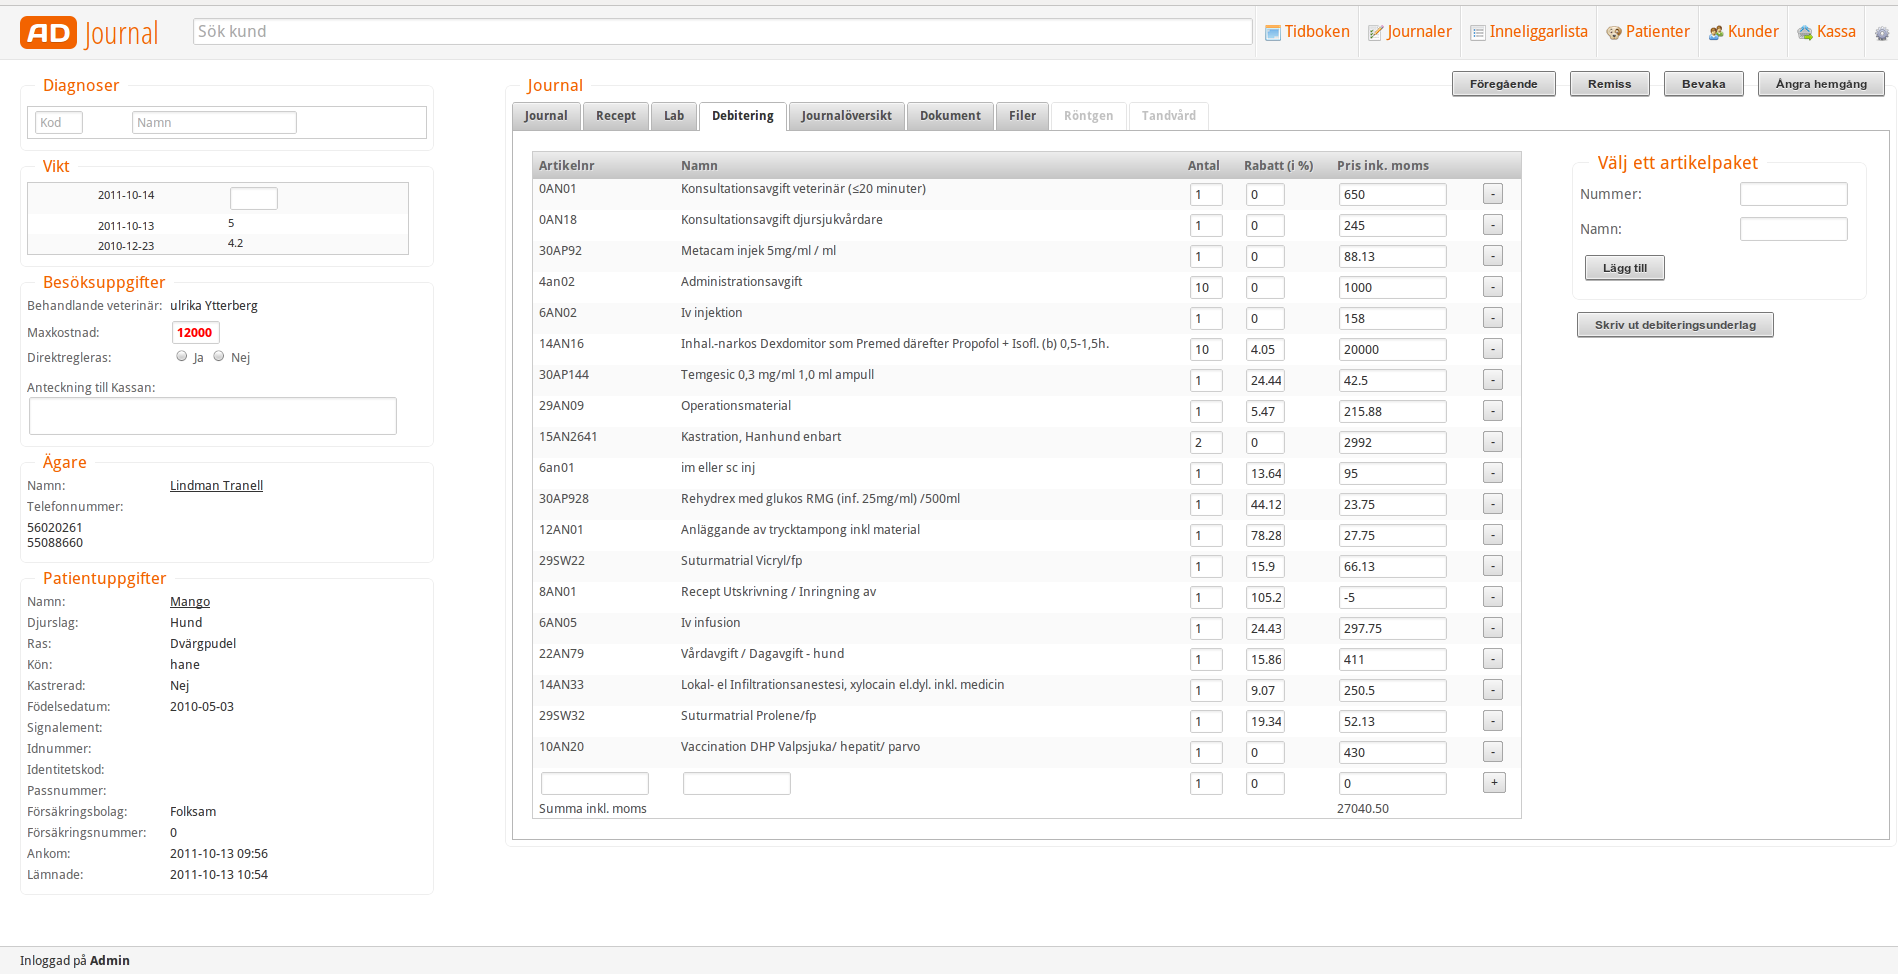 AD Journal
Sök kund
Tidboken
Journaler
Inneliggarlista
Patienter
Kunder
Kassa
Diagnoser
Kod Namn
Vikt
2011-10-14
2011-10-13 5
2010-12-23 4.2
Besöksuppgifter
Behandlande veterinär: ulrika Ytterberg
Maxkostnad: 12000
Direktregleras: Ja Nej
Anteckning till Kassan:
Ägare
Namn: Lindman Tranell
Telefonnummer:
56020261
55088660
Patientuppgifter
Namn: Mango
Djurslag: Hund
Ras: Dvärgpudel
Kön: hane
Kastrerad: Nej
Födelsedatum: 2010-05-03
Signalement:
Idnummer:
Identitetskod:
Passnummer:
Försäkringsbolag: Folksam
Försäkringsnummer: 0
Ankom: 2011-10-13 09:56
Lämnade: 2011-10-13 10:54
Journal
Föregående Remiss Bevaka Ångra hemgång
Journal Recept Lab Debitering Journalöversikt Dokument Filer Röntgen Tandvård
Artikelnr Namn Antal Rabatt (i %) Pris ink. moms
0AN01 Konsultationsavgift veterinär (≤20 minuter) 1 0 650 -
0AN18 Konsultationsavgift djursjukvårdare 1 0 245 -
30AP92 Metacam injek 5mg/ml / ml 1 0 88.13 -
4an02 Administrationsavgift 10 0 1000 -
6AN02 Iv injektion 1 0 158 -
14AN16 Inhal.-narkos Dexdomitor som Premed därefter Propofol + Isofl. (b) 0,5-1,5h. 10 4.05 20000 -
30AP144 Temgesic 0,3 mg/ml 1,0 ml ampull 1 24.44 42.5 -
29AN09 Operationsmaterial 1 5.47 215.88 -
15AN2641 Kastration, Hanhund enbart 2 0 2992 -
6an01 im eller sc inj 1 13.64 95 -
30AP928 Rehydrex med glukos RMG (inf. 25mg/ml) /500ml 1 44.12 23.75 -
12AN01 Anläggande av trycktampong inkl material 1 78.28 27.75 -
29SW22 Suturmatrial Vicryl/fp 1 15.9 66.13 -
8AN01 Recept Utskrivning / Inringning av 1 105.2 -5 -
6AN05 Iv infusion 1 24.43 297.75 -
22AN79 Vårdavgift / Dagavgift - hund 1 15.86 411 -
14AN33 Lokal- el Infiltrationsanestesi, xylocain el.dyl. inkl. medicin 1 9.07 250.5 -
29SW32 Suturmatrial Prolene/fp 1 19.34 52.13 -
10AN20 Vaccination DHP Valpsjuka/ hepatit/ parvo 1 0 430 -
1 0 0 +
Summa inkl. moms 27040.50
Välj ett artikelpaket
Nummer:
Namn:
Lägg till
Skriv ut debiteringsunderlag
Inloggad på Admin